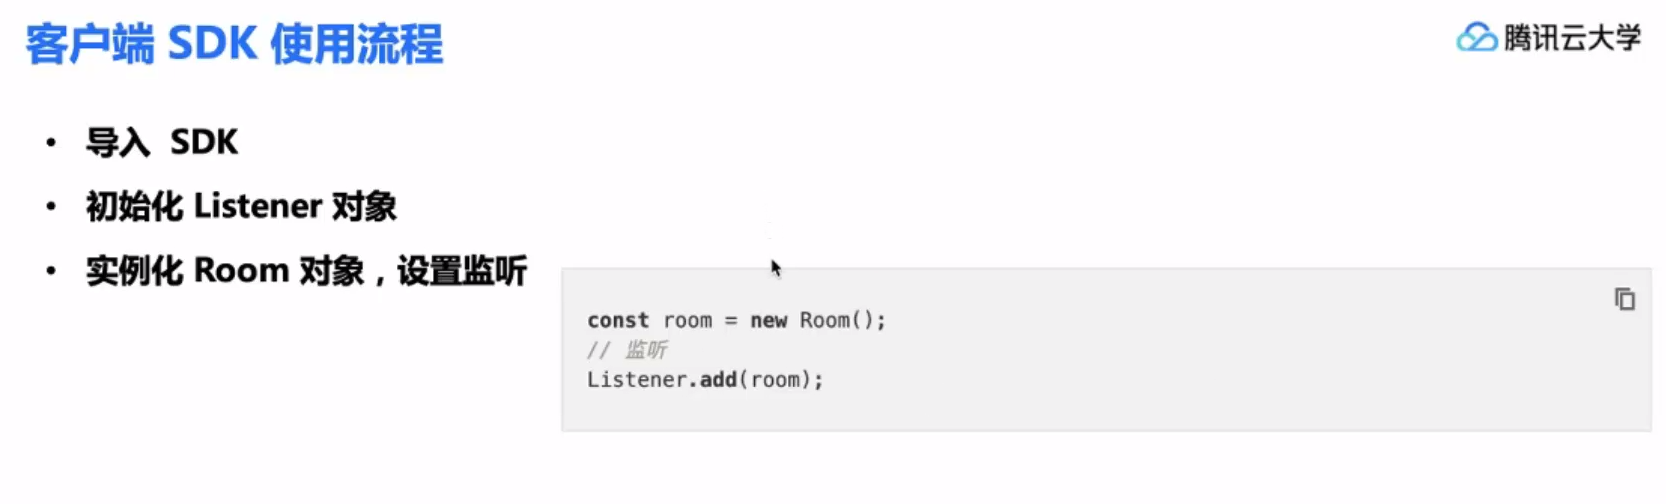 客户端 SDK 使用流程
腾讯云大学
• 导入 SDK
• 初始化 Listener 对象
• 实例化 Room 对象，设置监听
const room = new Room();
// 监听
Listener.add(room);